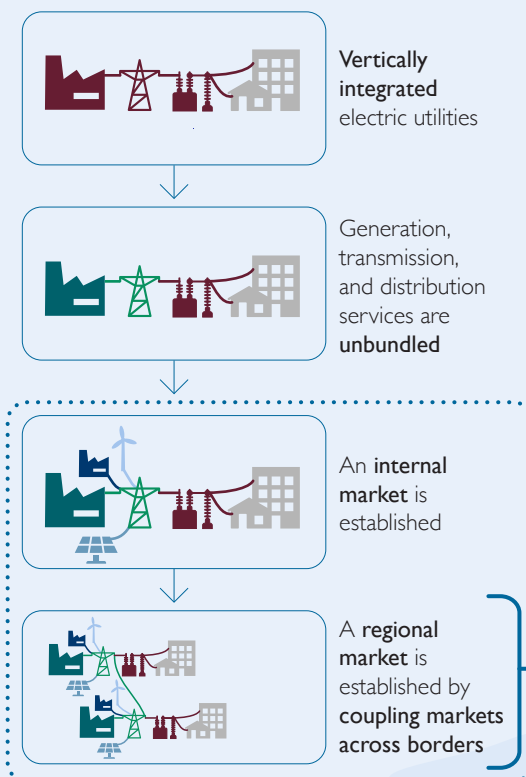 Vertically
integrated
electric utilities
Generation,
transmission,
and distribution
services are
unbundled
An internal
market is
established
A regional
market is
established by
coupling markets
across borders